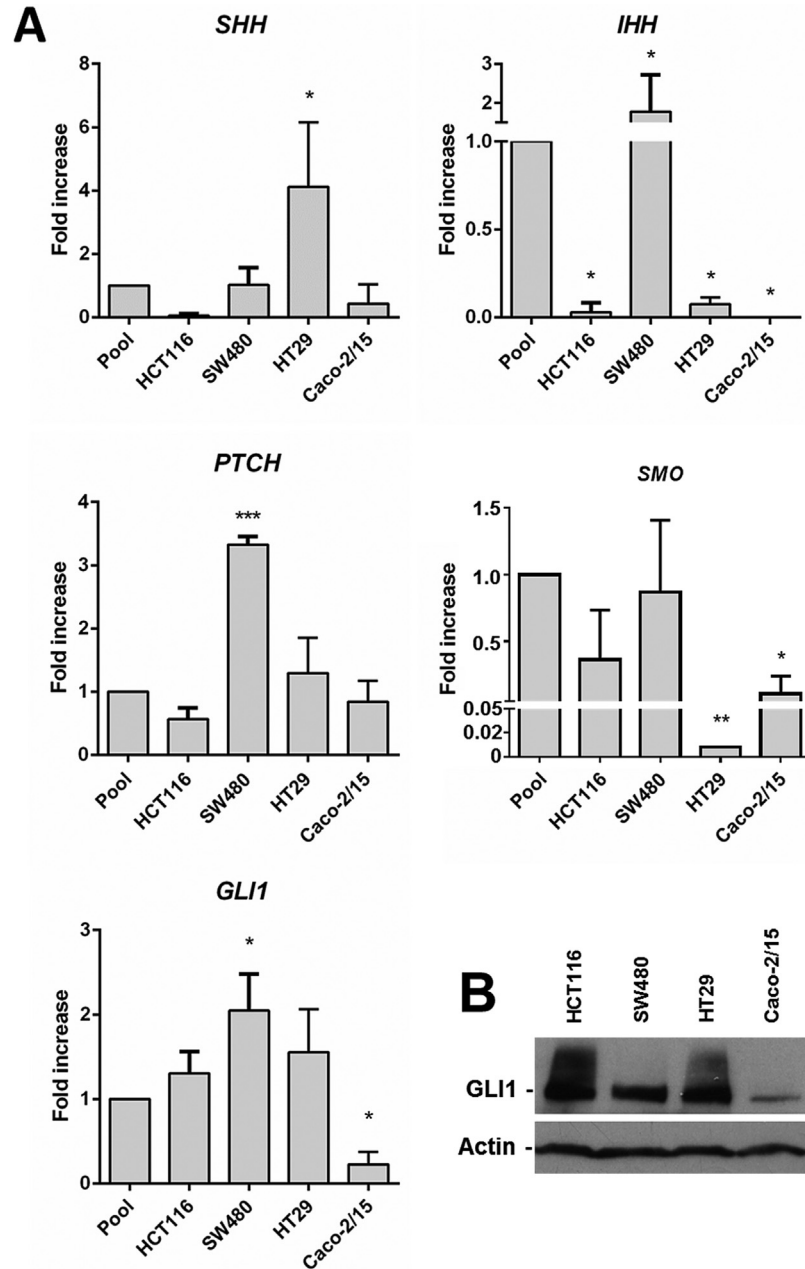 A
SHH
Fold increase
8
6
4
2
0
*
Pool
HCT116
SW480
HT29
Caco-2/15
IHH
Fold increase
3
2
1.0
0.5
0.0
*
*
*
*
Pool
HCT116
SW480
HT29
Caco-2/15
PTCH
Fold increase
4
3
2
1
0
***
Pool
HCT116
SW480
HT29
Caco-2/15
SMO
Fold increase
1.5
1.0
0.5
0.05
0.02
0
**
*
Pool
HCT116
SW480
HT29
Caco-2/15
GLI1
Fold increase
3
2
1
0
*
*
Pool
HCT116
SW480
HT29
Caco-2/15
B
HCT116
SW480
HT29
Caco-2/15
GLI1 -
Actin -